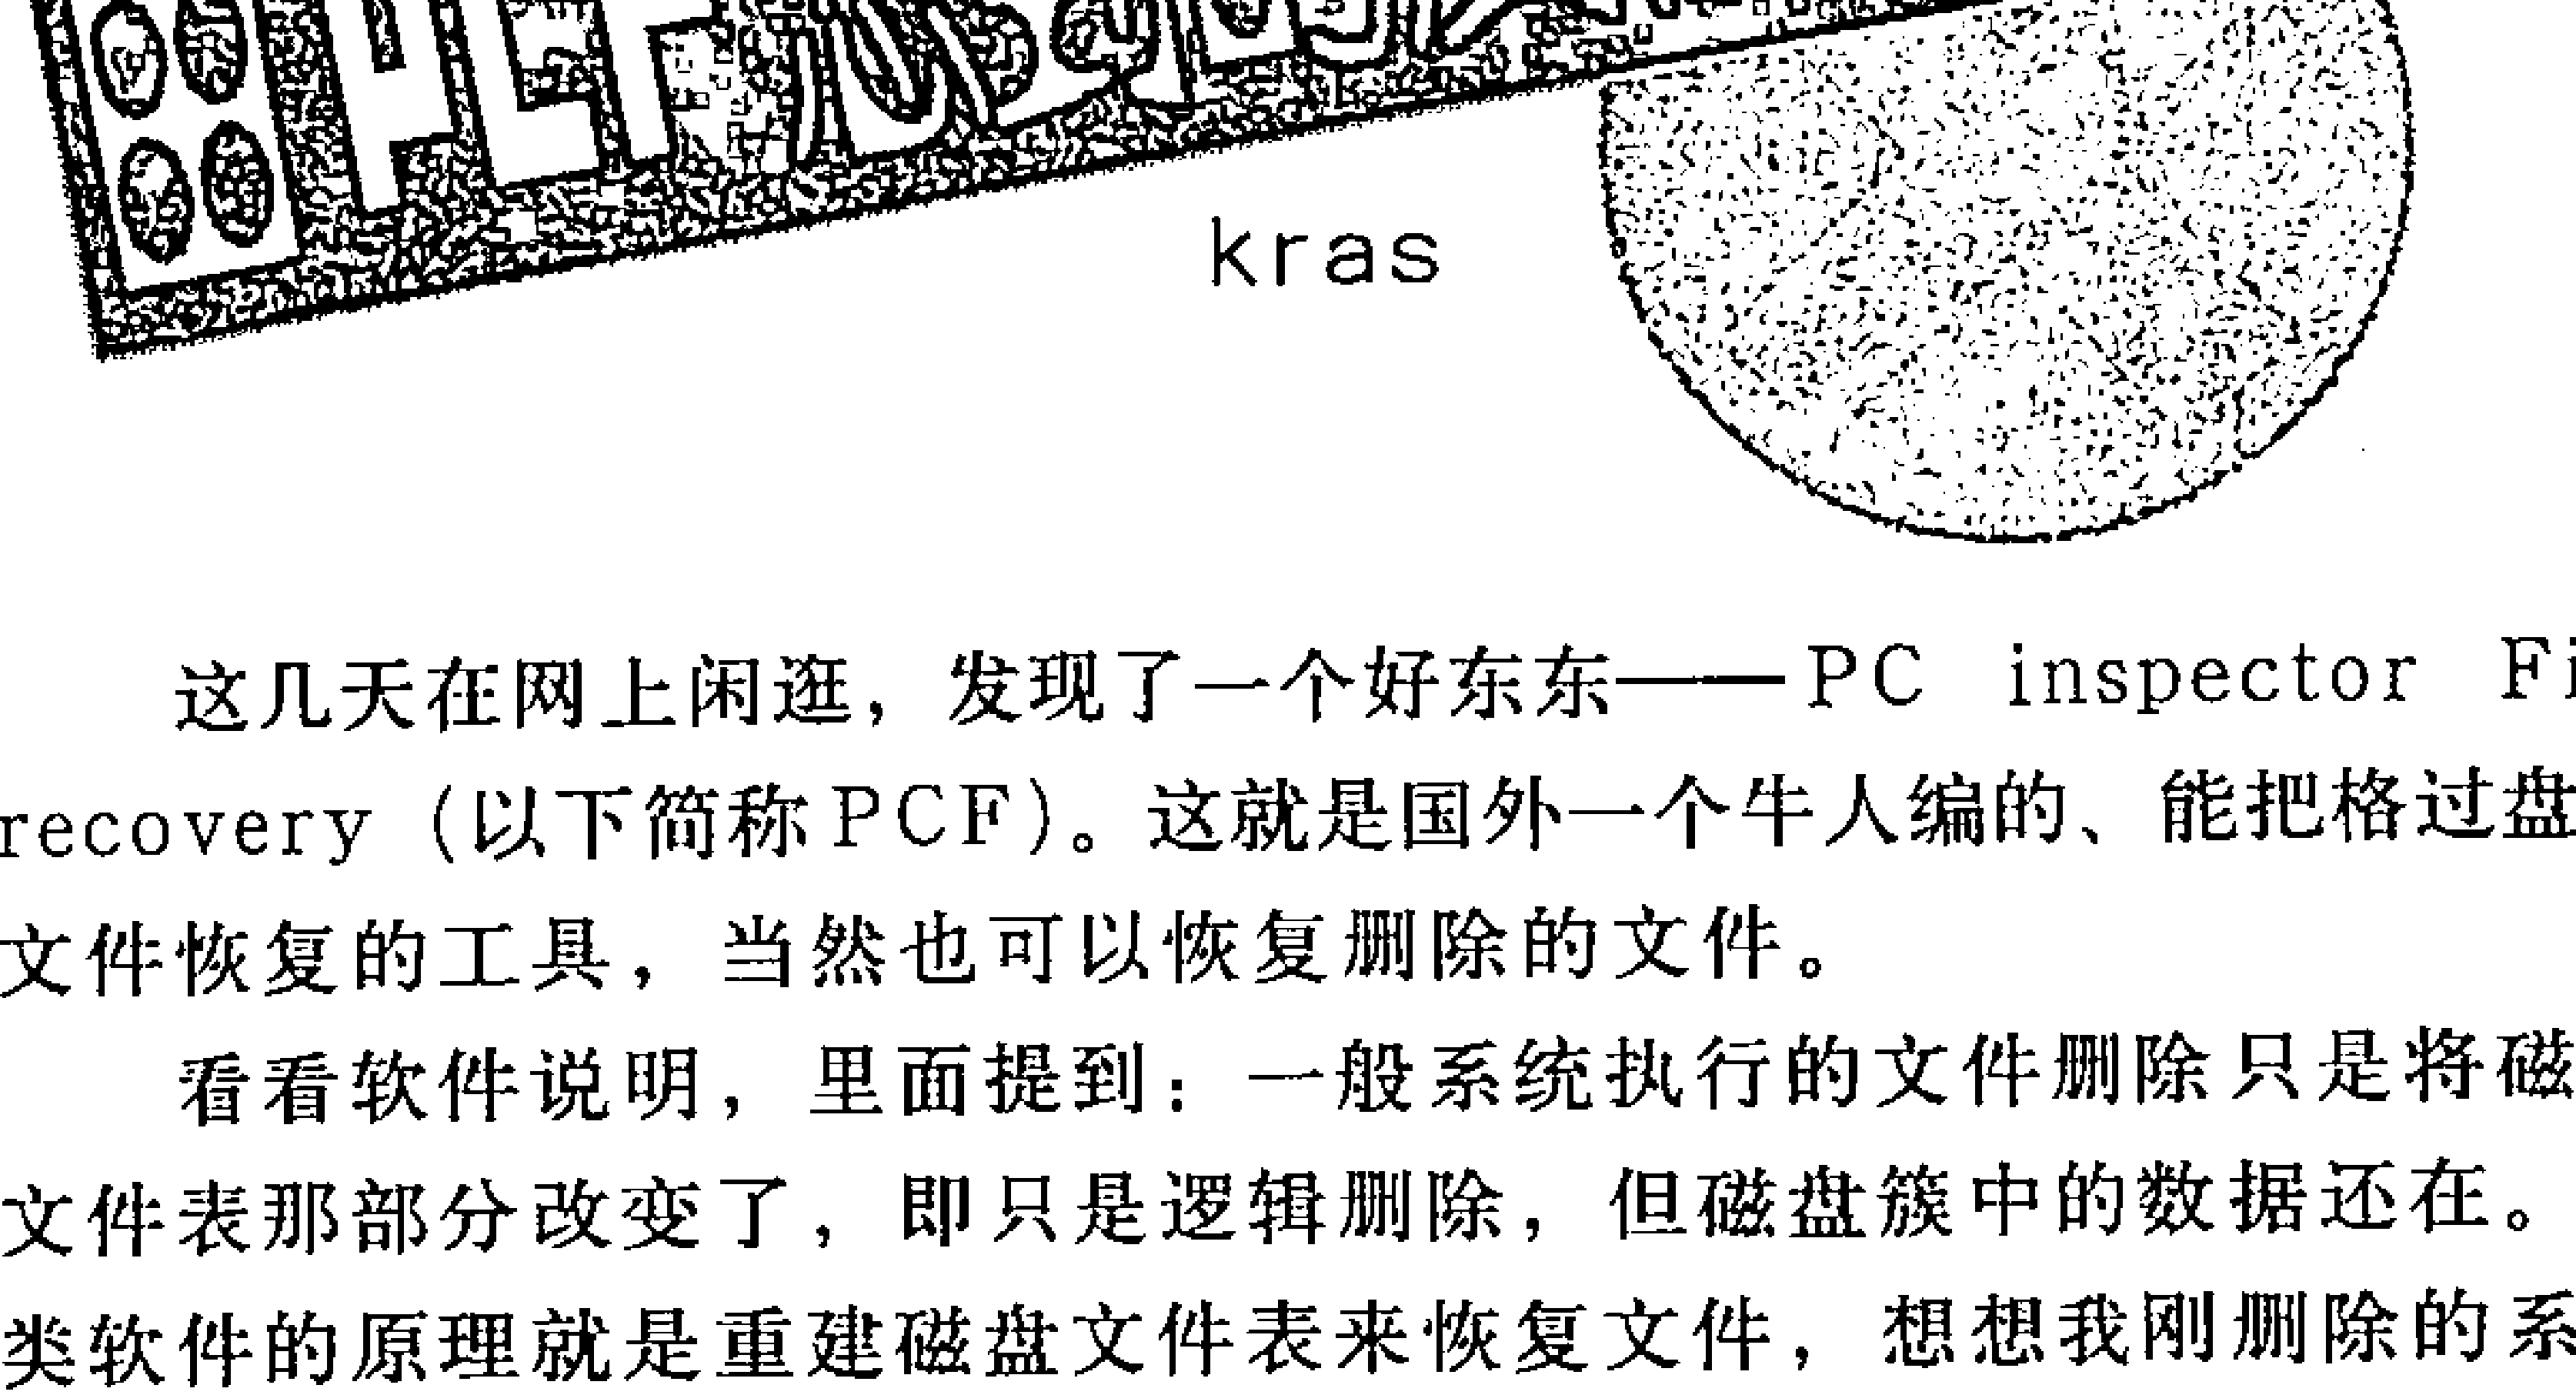 kras
这几天在网上闲逛，发现了一个好东东——PC inspector Fi
recovery（以下简称PCF）。这就是国外一个牛人编的、能把格过盘
文件恢复的工具，当然也可以恢复删除的文件。
看看软件说明，里面提到：一般系统执行的文件删除只是将磁
文件表那部分改变了，即只是逻辑删除，但磁盘簇中的数据还在。
类软件的原理就是重建磁盘文件表来恢复文件，想想我刚删除的系